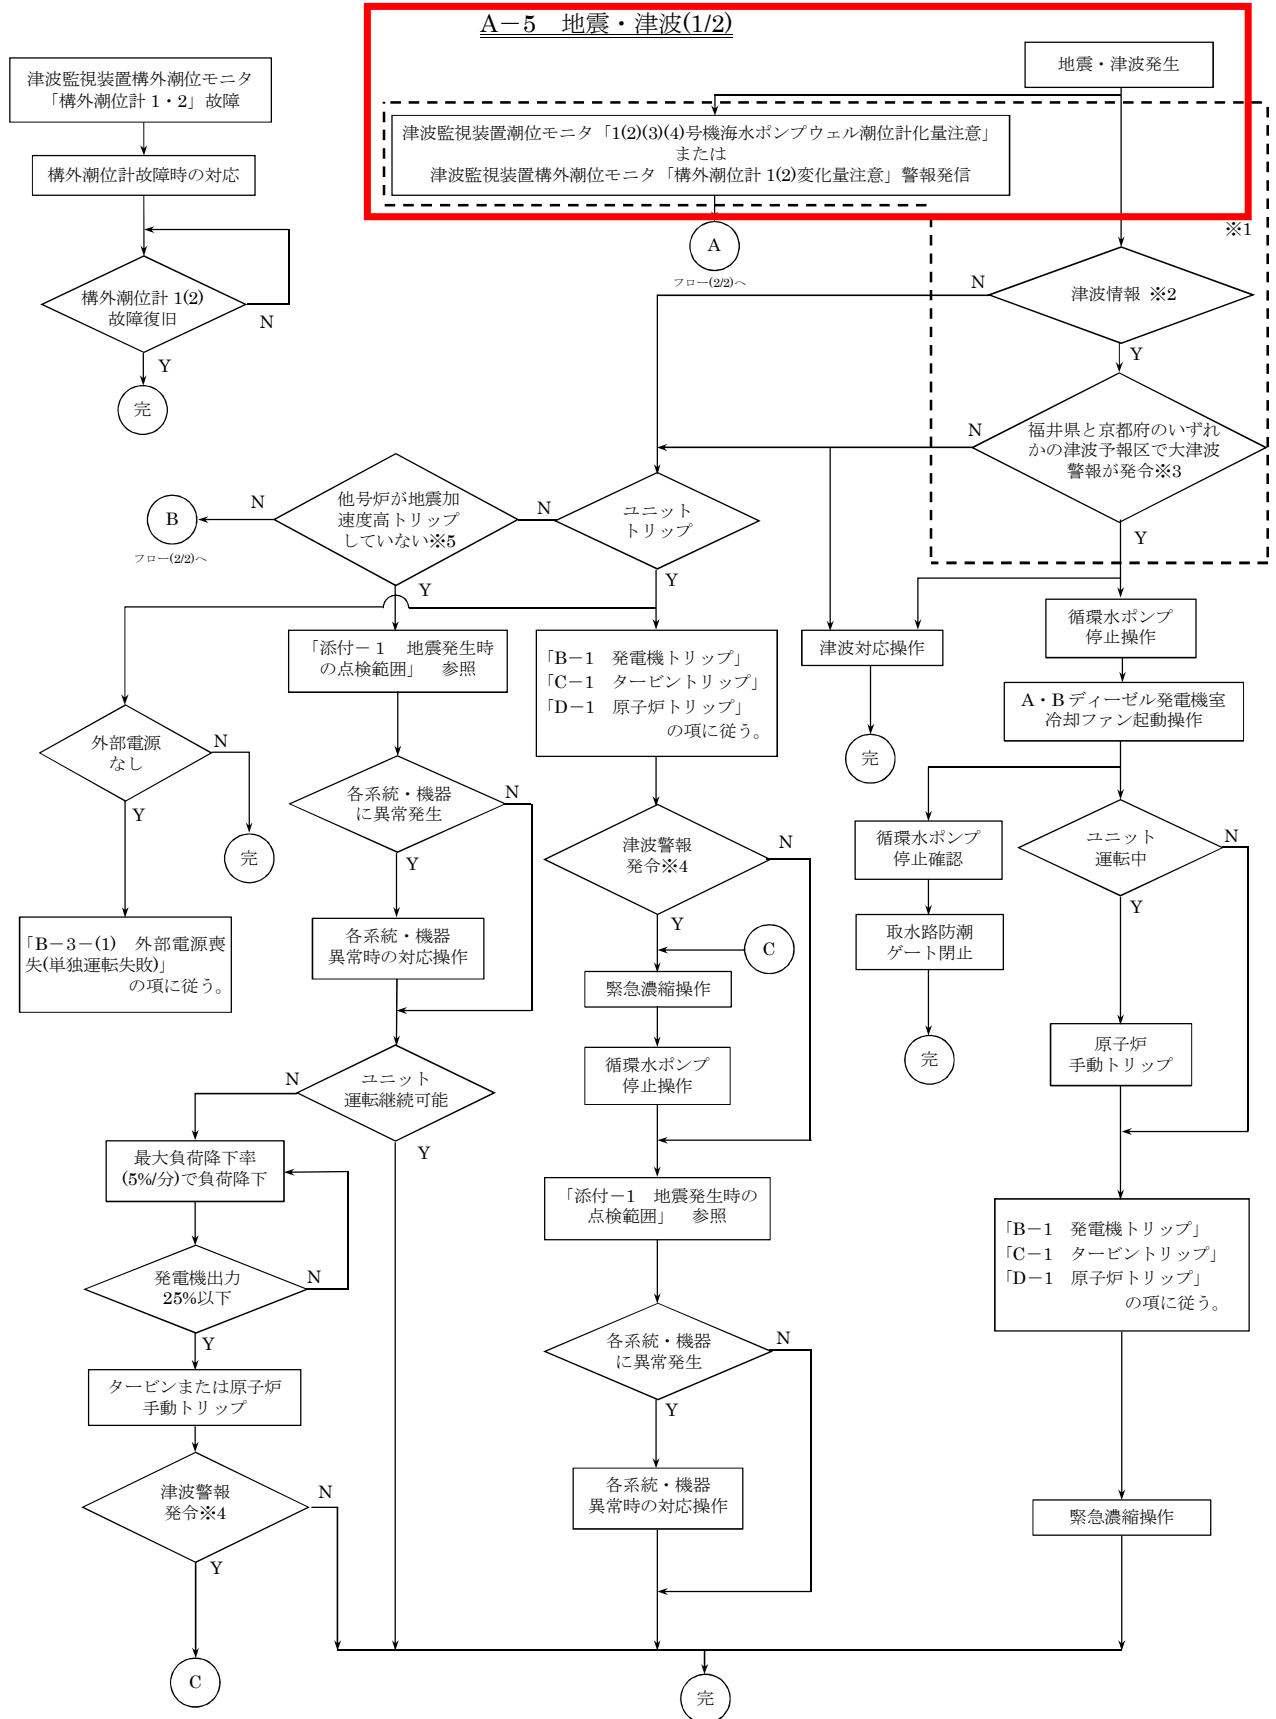 A－5　地震・津波(1/2)
津波監視装置構外潮位モニタ
「構外潮位計 1・2」故障
構外潮位計故障時の対応
構外潮位計 1(2)
故障復旧
N
Y
完
地震・津波発生
津波監視装置潮位モニタ「1(2)(3)(4)号機海水ポンプウェル潮位計化量注意」
または
津波監視装置構外潮位モニタ「構外潮位計 1(2)変化量注意」警報発信
A
フロー(2/2)へ
※1
津波情報 ※2
N
Y
福井県と京都府のいずれ
かの津波予報区で大津波
警報が発令※3
N
Y
ユニット
トリップ
N
Y
他号炉が地震加
速度高トリップ
していない※5
N
Y
B
フロー(2/2)へ
外部電源
なし
N
Y
完
「B－3－(1)　外部電源喪
失(単独運転失敗)」
の項に従う。
「添付－1　地震発生時
の点検範囲」　参照
各系統・機器
に異常発生
N
Y
各系統・機器
異常時の対応操作
ユニット
運転継続可能
N
Y
最大負荷降下率
(5%/分)で負荷降下
発電機出力
25%以下
N
Y
タービンまたは原子炉
手動トリップ
津波警報
発令※4
N
Y
C
「B－1　発電機トリップ」
「C－1　タービントリップ」
「D－1　原子炉トリップ」
の項に従う。
津波警報
発令※4
N
Y
C
緊急濃縮操作
循環水ポンプ
停止操作
「添付－1　地震発生時の
点検範囲」　参照
各系統・機器
に異常発生
N
Y
各系統・機器
異常時の対応操作
完
津波対応操作
完
循環水ポンプ
停止操作
A・B ディーゼル発電機室
冷却ファン起動操作
循環水ポンプ
停止確認
取水路防潮
ゲート閉止
完
ユニット
運転中
N
Y
原子炉
手動トリップ
「B－1　発電機トリップ」
「C－1　タービントリップ」
「D－1　原子炉トリップ」
の項に従う。
緊急濃縮操作